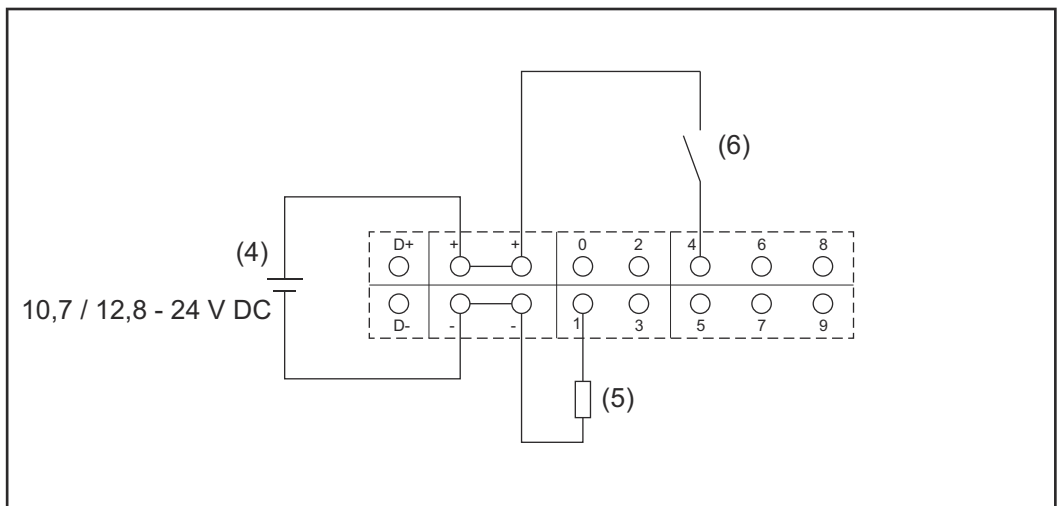 (6)
(4)
10,7 / 12,8 - 24 V DC
D+ + + 0 2 4 6 8
D- - - 1 3 5 7 9
(5)